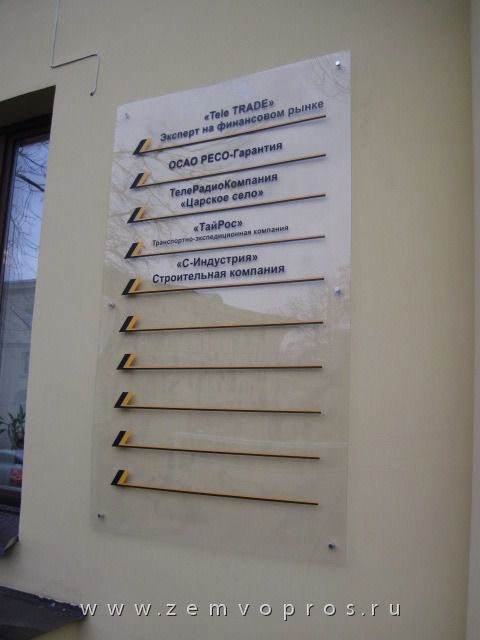 «Tele TRADE»
Эксперт на финансовом рынке
ОСАО РЕСО-Гарантия
ТелеРадиоКомпания
«Царское село»
«ТайРос»
Транспортно-экспедиционная компания
«С-Индустрия»
Строительная компания
www.zemvopros.ru